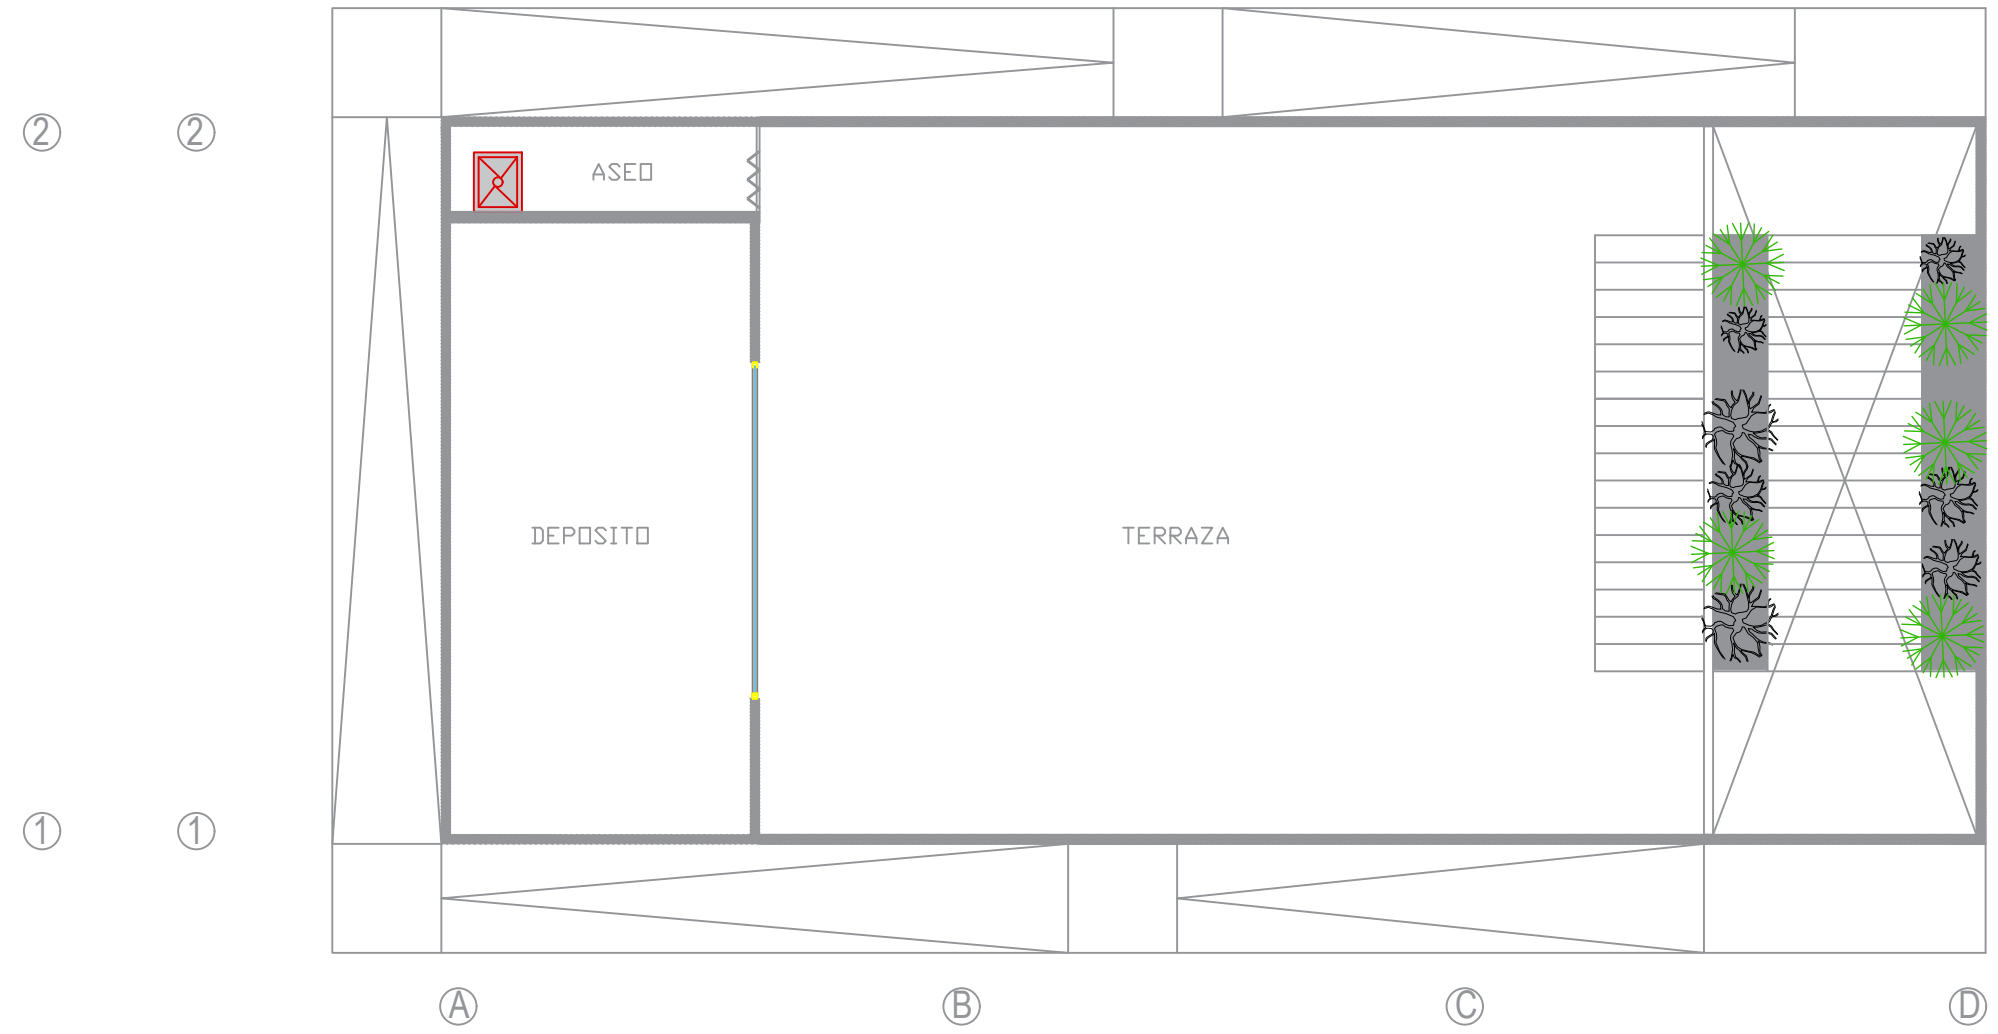 2 2
ASEO
DEPOSITO
TERRAZA
1 1
A B C D